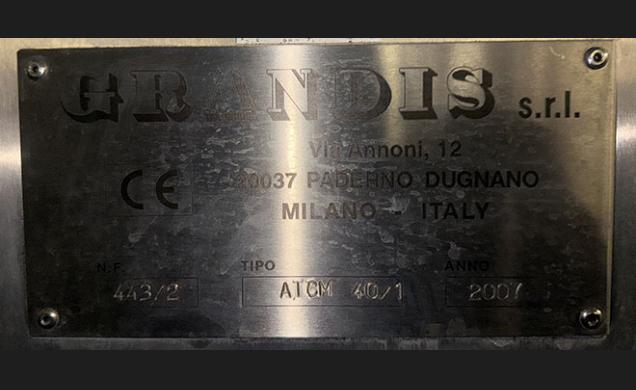 GRANDIS s.r.l.
Via Annoni, 12
CE 20037 PADERNO DUGNANO
MILANO - ITALY
N.F. TIPO ANNO
443/2 ATCM 40/1 2007